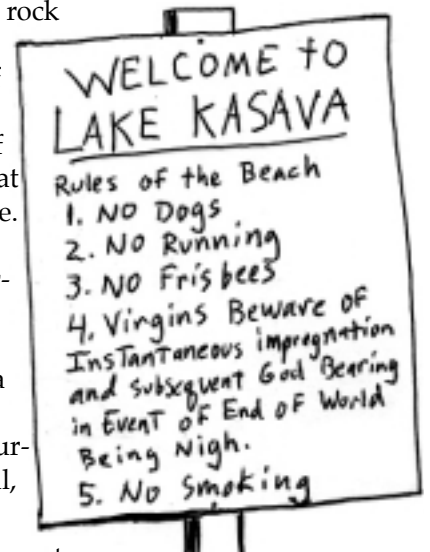 rock
WELCOME TO
LAKE KASAVA
Rules of the Beach
1. NO Dogs
2. NO Running
3. NO Frisbees
4. Virgins Beware of
Instantaneous impregnation
and subsequent God Bearing
in Event of End of World
Being Nigh.
5. No Smoking
at
e.
a
ur-
l,